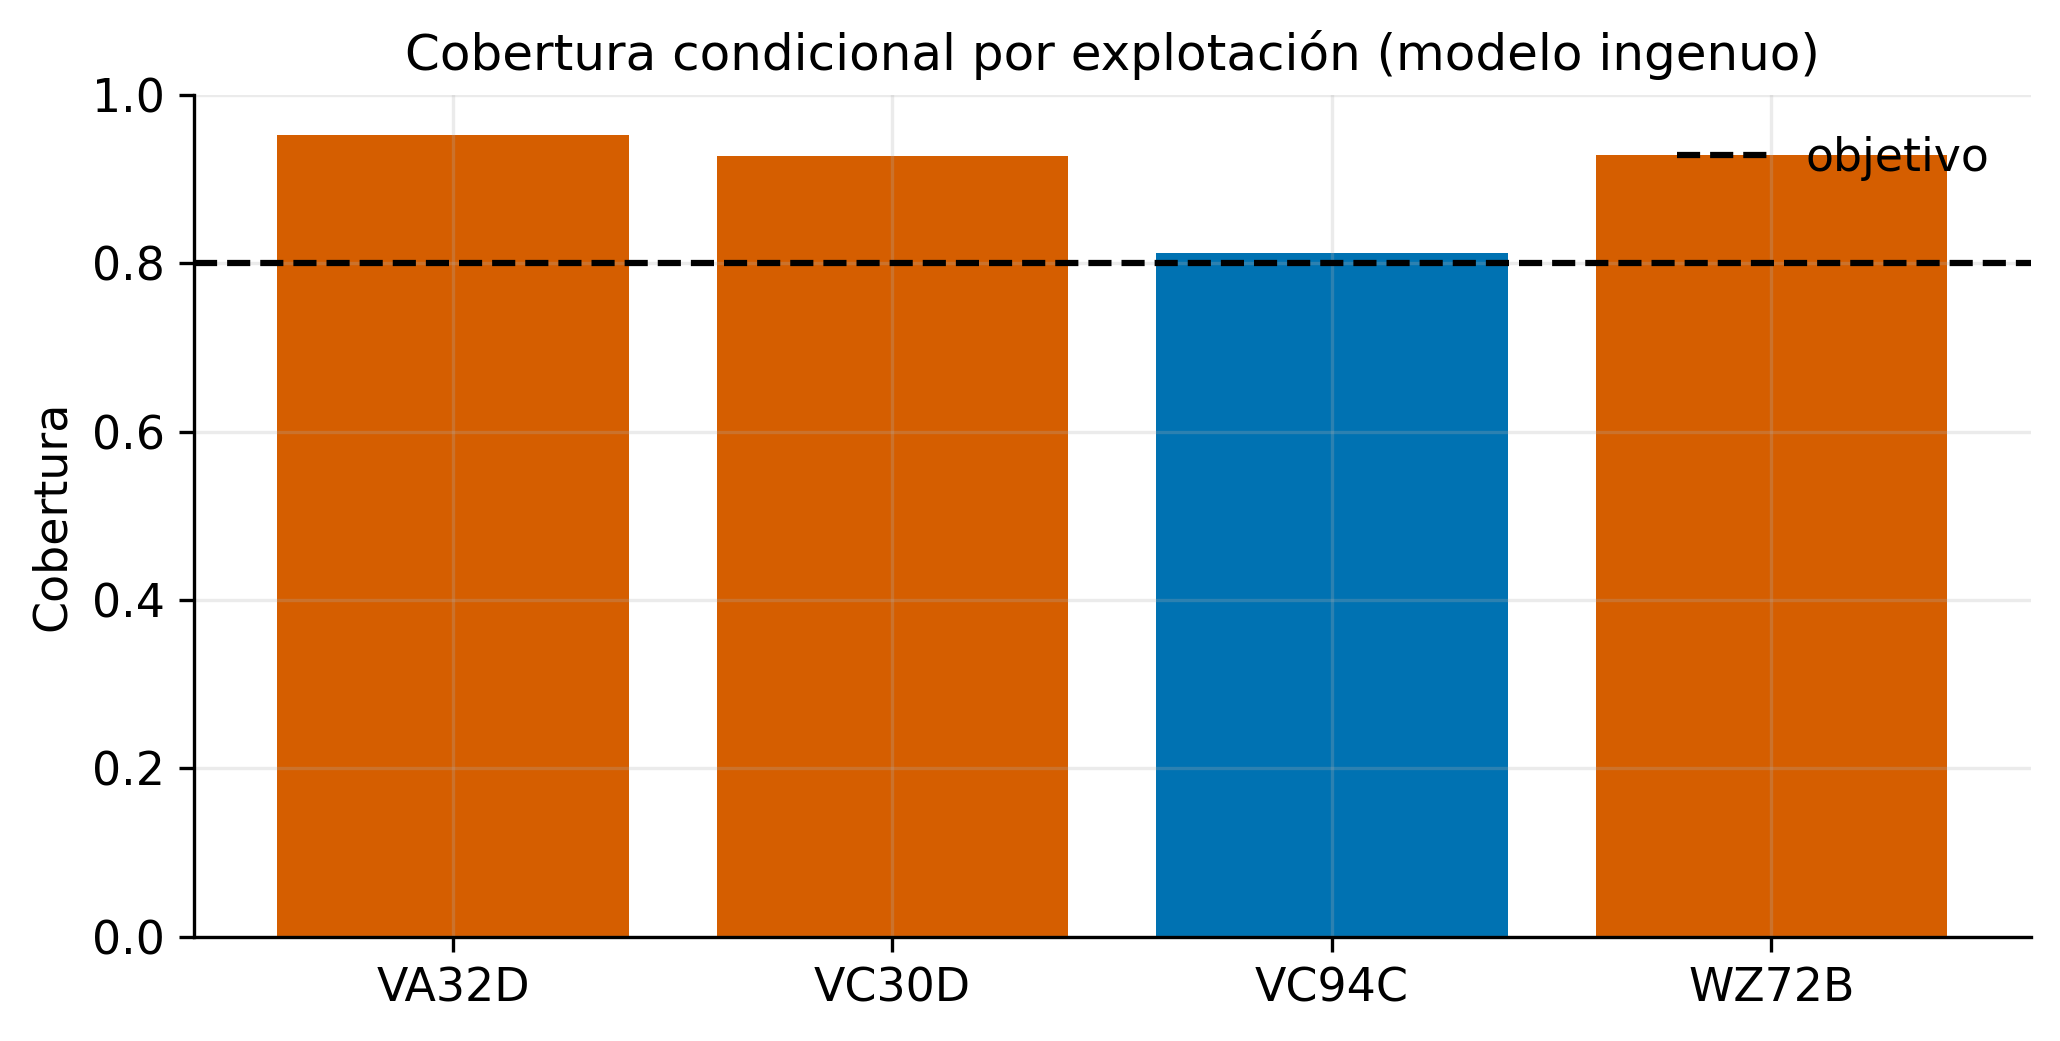 Cobertura condicional por explotación (modelo ingenuo)
1.0
0.8
0.6
0.4
0.2
0.0
Cobertura
objetivo
VA32D
VC30D
VC94C
WZ72B